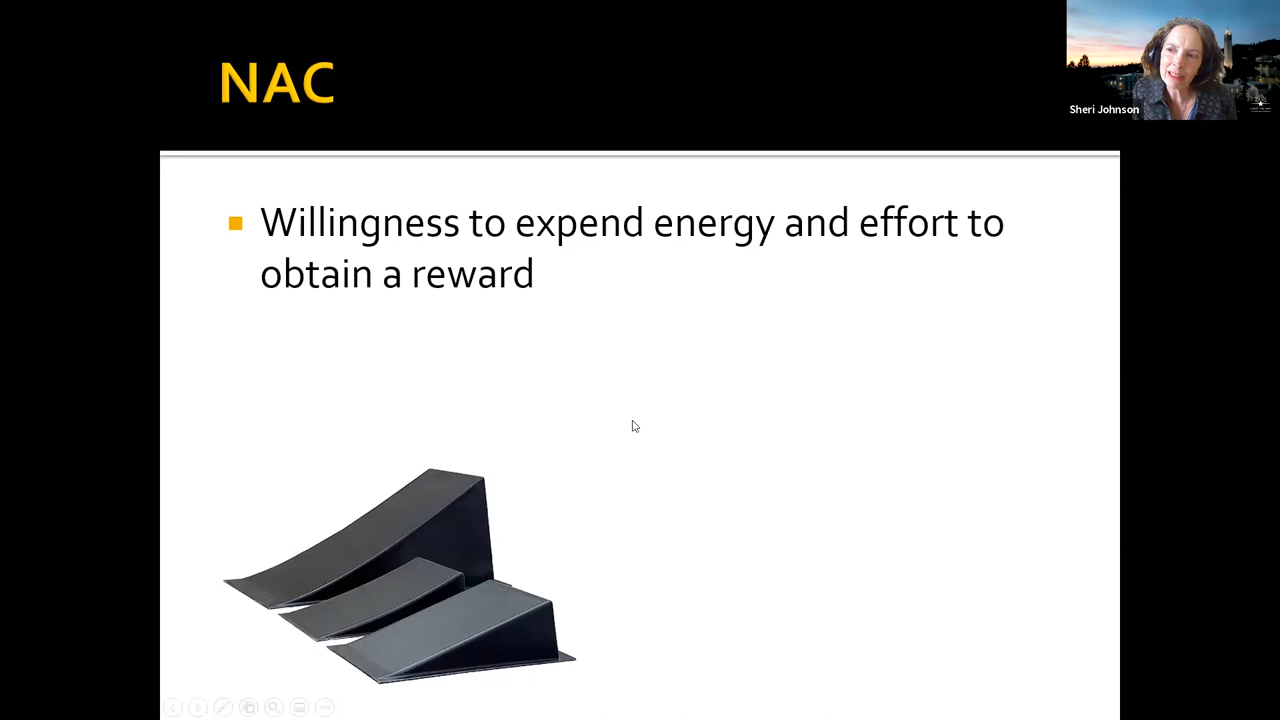 NAC
Sheri Johnson
Willingness to expend energy and effort to
obtain a reward